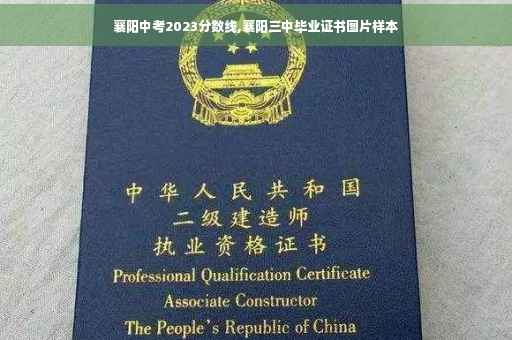 襄阳中考2023分数线,襄阳三中毕业证书图片样本
中华人民共和国
二级建造师
执业资格证书
Professional Qualification Certificate
Associate Constructor
The People's Republic of China